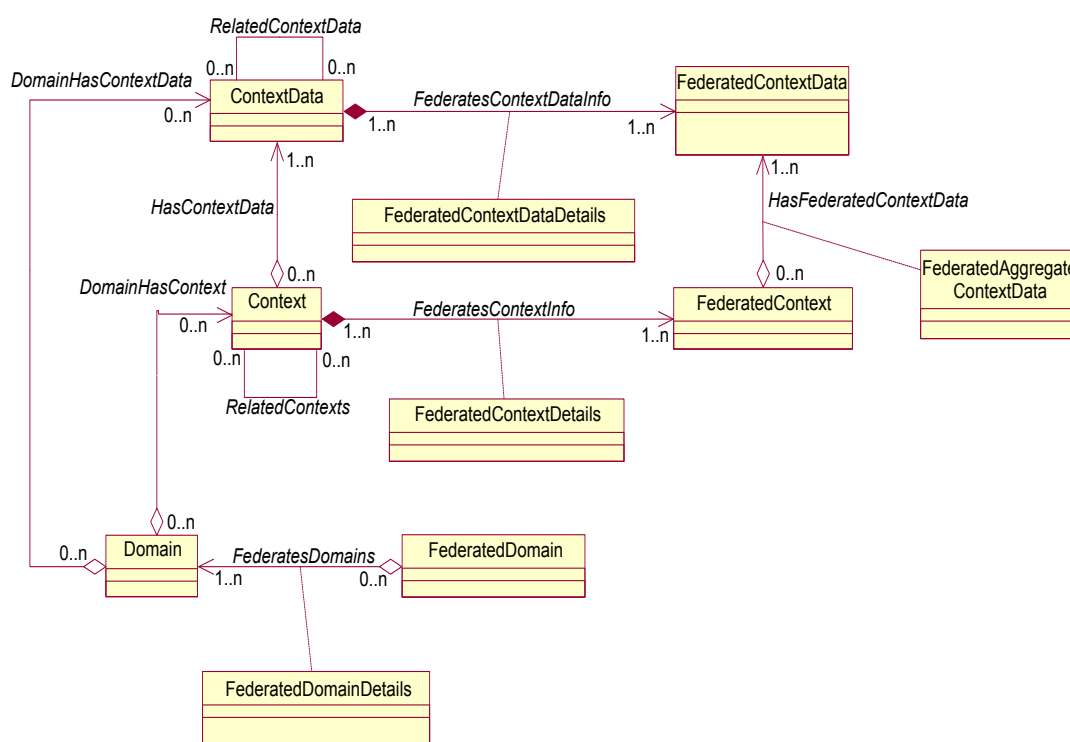 RelatedContextData
0..n 0..n
DomainHasContextData
0..n
ContextData
FederatesContextDataInfo
1..n 1..n
FederatedContextData
1..n
1..n
HasContextData
FederatedContextDataDetails
HasFederatedContextData
0..n
0..n
FederatedAggregate
ContextData
DomainHasContext
0..n
Context
FederatesContextInfo
1..n 1..n
FederatedContext
0..n 0..n
RelatedContexts
FederatedContextDetails
0..n
0..n
Domain
FederatesDomains
1..n 0..n
FederatedDomain
FederatedDomainDetails